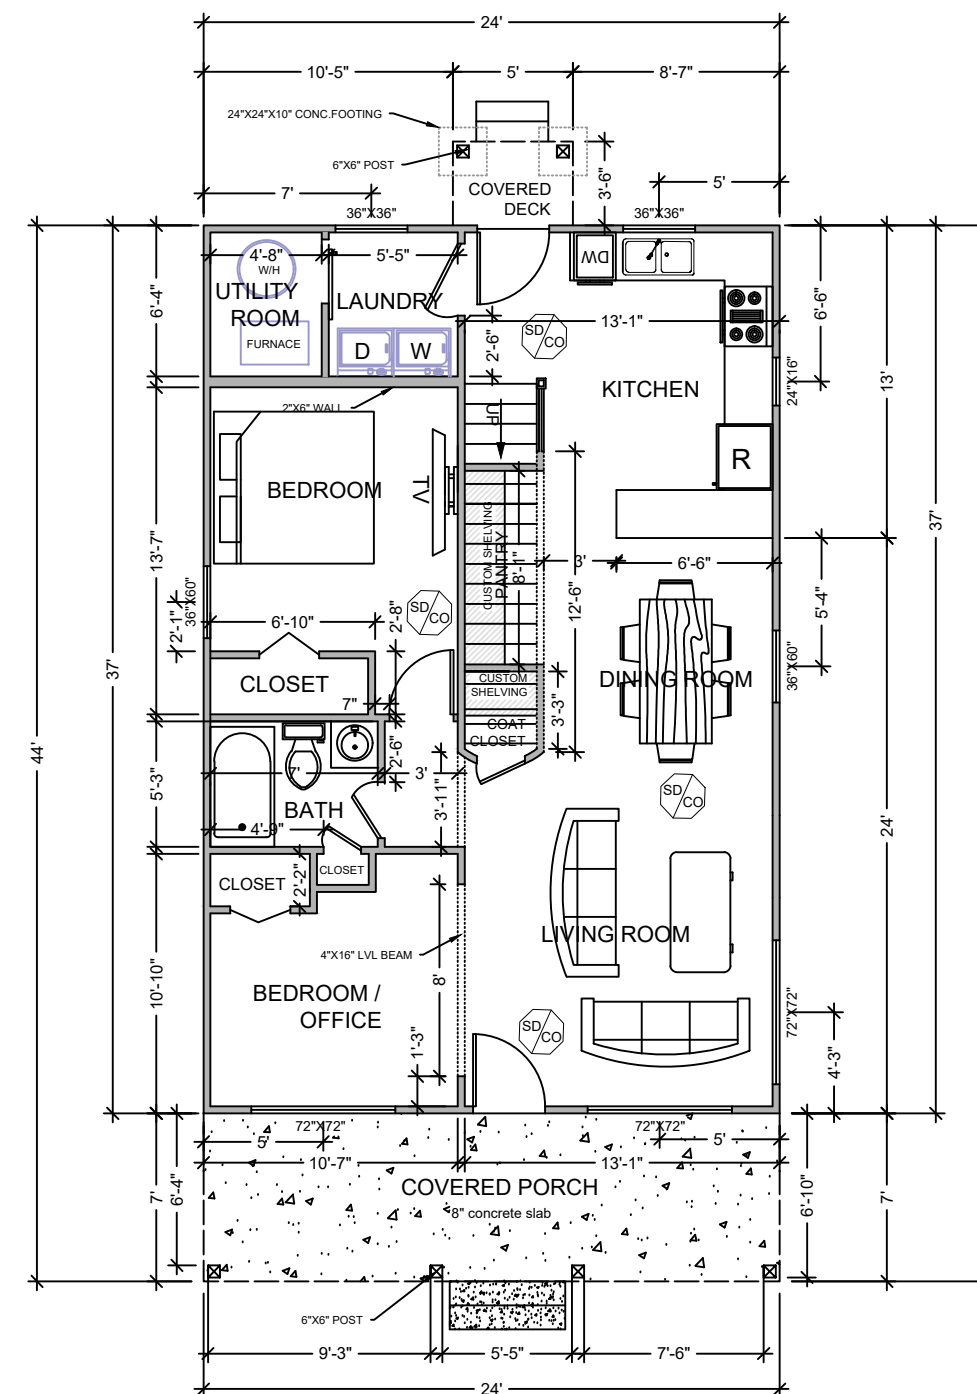 24'
10'-5"
5'
8'-7"
24"X24"X10" CONC.FOOTING
6"X6" POST
COVERED
DECK
3'-6"
7'
5'
36"X36"
36"X36"
4'-8"
5'-5"
W/H
UTILITY
ROOM
LAUNDRY
FURNACE
D
W
DW
6'-4"
13'-1"
SD
CO
2'-6"
6'-6"
KITCHEN
24"X16"
13'
2"X6" WALL
UP
R
BEDROOM
TV
CUSTOM SHELVING
PANTRY
8'-1"
37'
13'-7"
3'
6'-6"
12'-6"
5'-4"
36"X60"
2'-1"
6'-10"
2'-8"
SD
CO
36"X60"
DINING ROOM
37'
CLOSET
7"
CUSTOM
SHELVING
COAT
CLOSET
3'-3"
44'
5'-3"
7'
2'-6"
3'
3'-11"
BATH
4'-9"
SD
CO
24'
CLOSET
2'-2"
CLOSET
4"X16" LVL BEAM
8'
LIVING ROOM
10'-10"
BEDROOM /
OFFICE
1'-3"
SD
CO
72"X72"
4'-3"
72"X72"
72"X72"
5'
5'
10'-7"
13'-1"
7'
6'-4"
COVERED PORCH
8" concrete slab
6'-10"
7'
6"X6" POST
9'-3"
5'-5"
7'-6"
24'